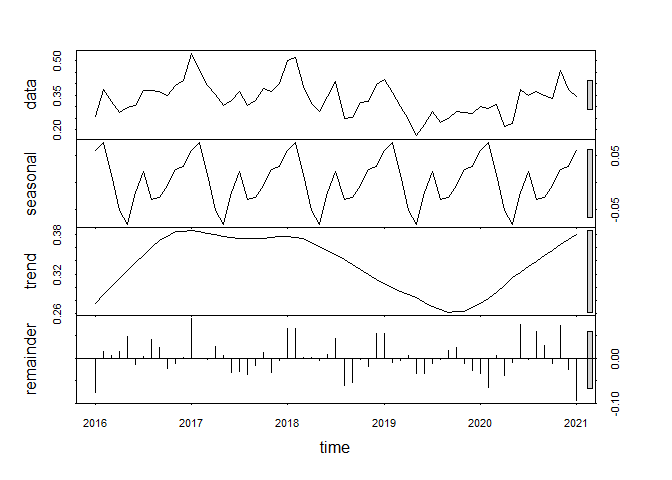 data
0.20 0.35 0.50
seasonal
-0.05 0.05
trend
0.26 0.32 0.38
remainder
-0.10 0.00
2016 2017 2018 2019 2020 2021
time